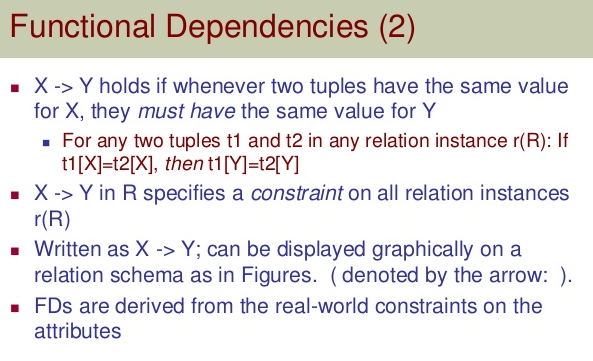 Functional Dependencies (2)
X -> Y holds if whenever two tuples have the same value
for X, they must have the same value for Y
For any two tuples t1 and t2 in any relation instance r(R): If
t1[X]=t2[X], then t1[Y]=t2[Y]
X -> Y in R specifies a constraint on all relation instances
r(R)
Written as X -> Y; can be displayed graphically on a
relation schema as in Figures. ( denoted by the arrow: ).
FDs are derived from the real-world constraints on the
attributes